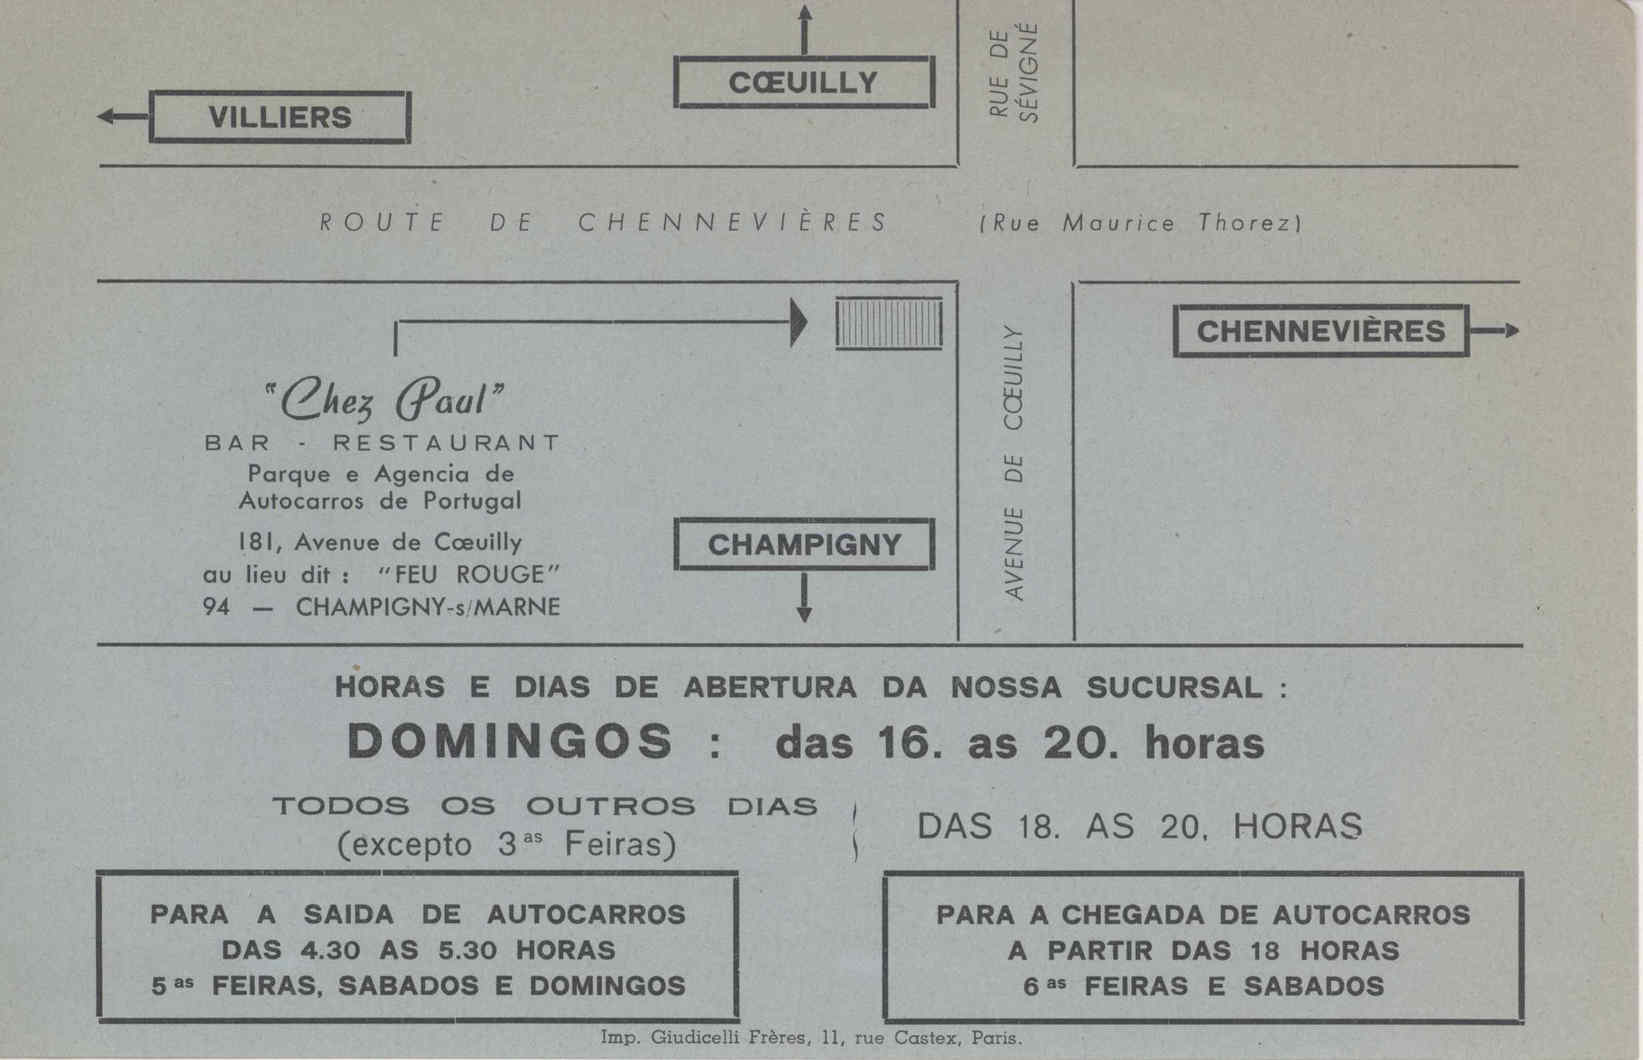 CŒUILLY
RUE DE
SÉVIGNÉ
VILLIERS
ROUTE DE CHENNEVIÈRES (Rue Maurice Thorez)
CHENNEVIÈRES
"Chez Paul"
BAR - RESTAURANT
Parque e Agencia de
Autocarros de Portugal
181, Avenue de Cœuilly
au lieu dit : "FEU ROUGE"
94 — CHAMPIGNY-s/MARNE
CHAMPIGNY
AVENUE DE CŒUILLY
HORAS E DIAS DE ABERTURA DA NOSSA SUCURSAL :
DOMINGOS : das 16. as 20. horas
TODOS OS OUTROS DIAS
(excepto 3as Feiras)
DAS 18. AS 20. HORAS
PARA A SAIDA DE AUTOCARROS
DAS 4.30 AS 5.30 HORAS
5as FEIRAS, SABADOS E DOMINGOS
PARA A CHEGADA DE AUTOCARROS
A PARTIR DAS 18 HORAS
6as FEIRAS E SABADOS
Imp. Giudicelli Frères, 11, rue Castex, Paris.